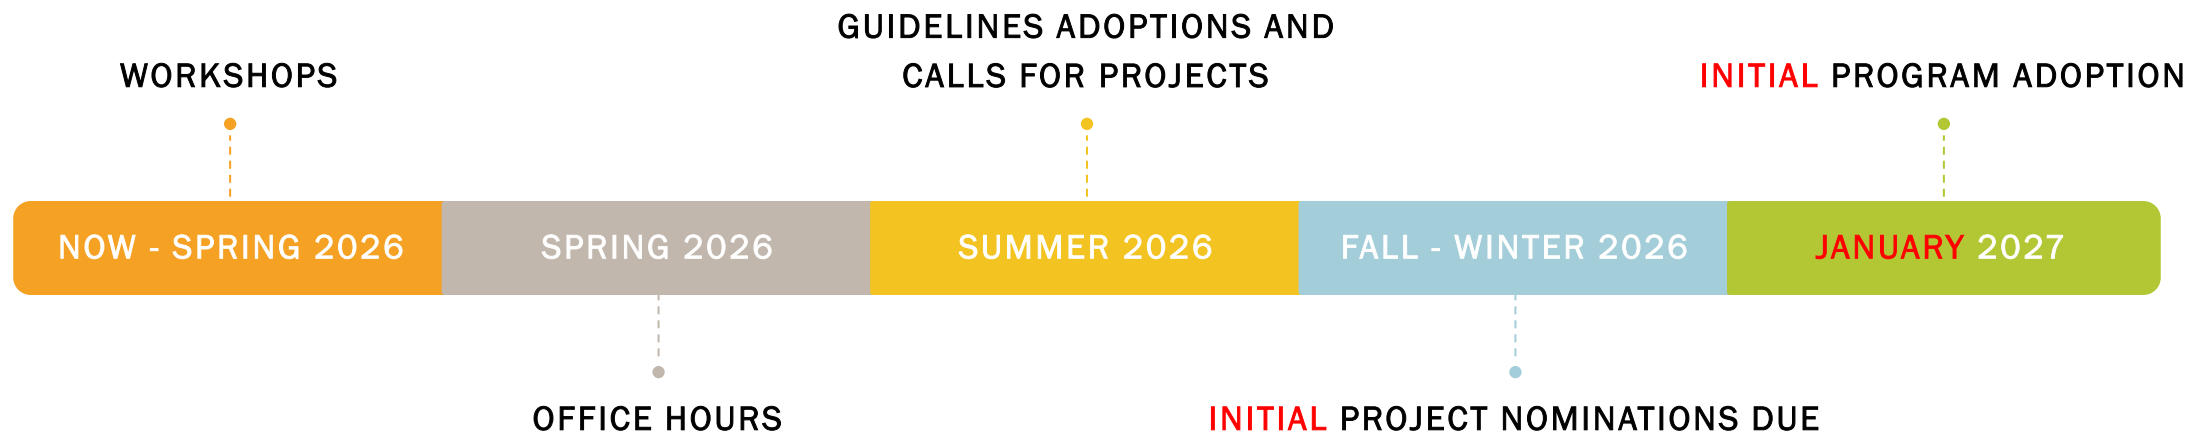 GUIDELINES ADOPTIONS AND
CALLS FOR PROJECTS
WORKSHOPS
INITIAL PROGRAM ADOPTION
NOW - SPRING 2026
SPRING 2026
SUMMER 2026
FALL - WINTER 2026
JANUARY 2027
OFFICE HOURS
INITIAL PROJECT NOMINATIONS DUE